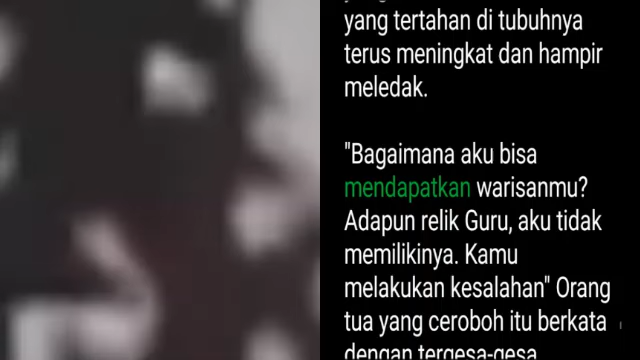 yang tertahan di tubuhnya
terus meningkat dan hampir
meledak.
"Bagaimana aku bisa
mendapatkan warisanmu?
Adapun relik Guru, aku tidak
memilikinya. Kamu
melakukan kesalahan" Orang
tua yang ceroboh itu berkata
dengan tergesa-gesa